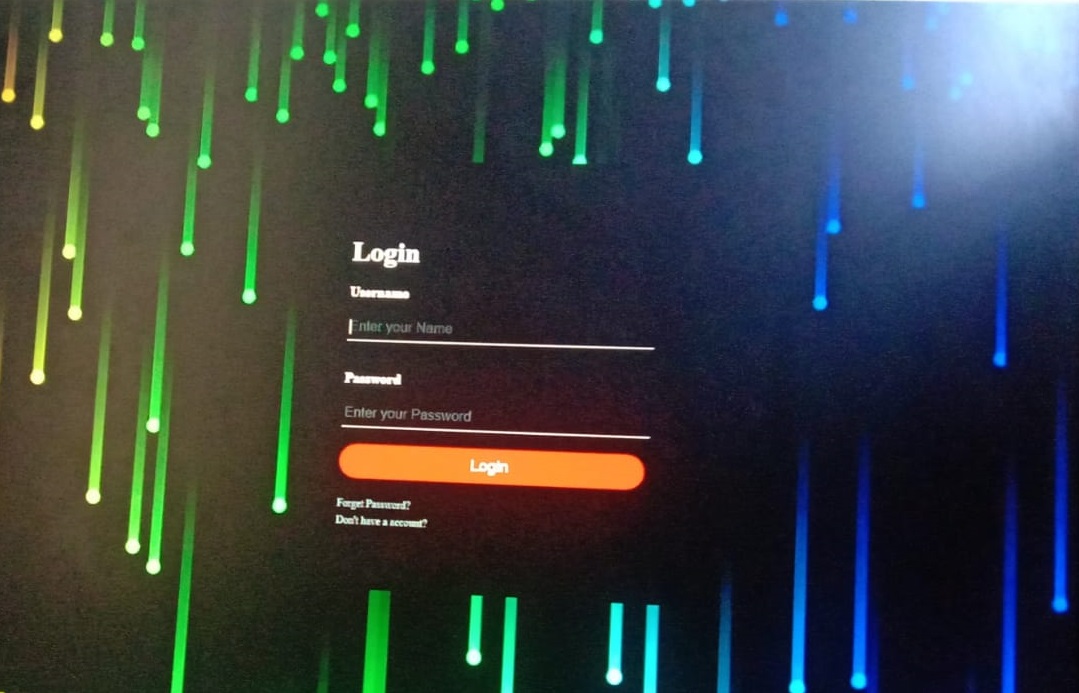 Login
Username
Enter your Name
Password
Enter your Password
Login
Forget Password?
Don't have a account?